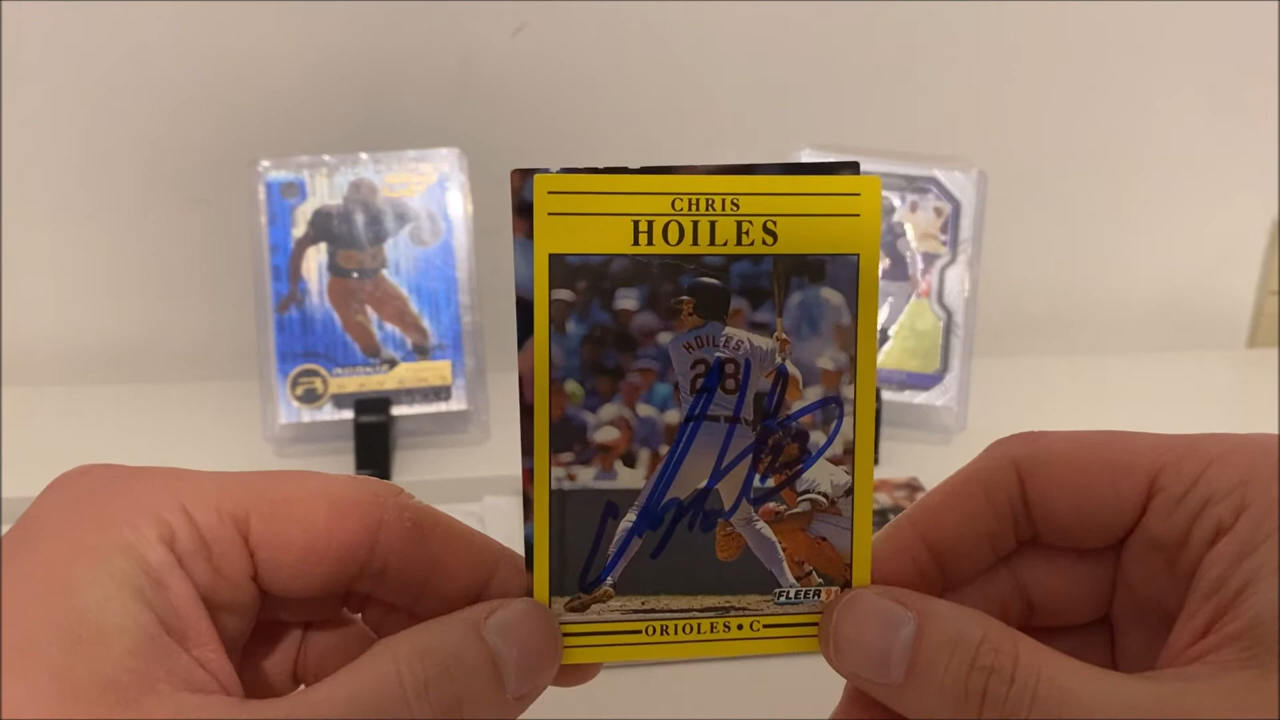 CHRIS
HOILES
HOILES
28
FLEER 91
ORIOLES • C